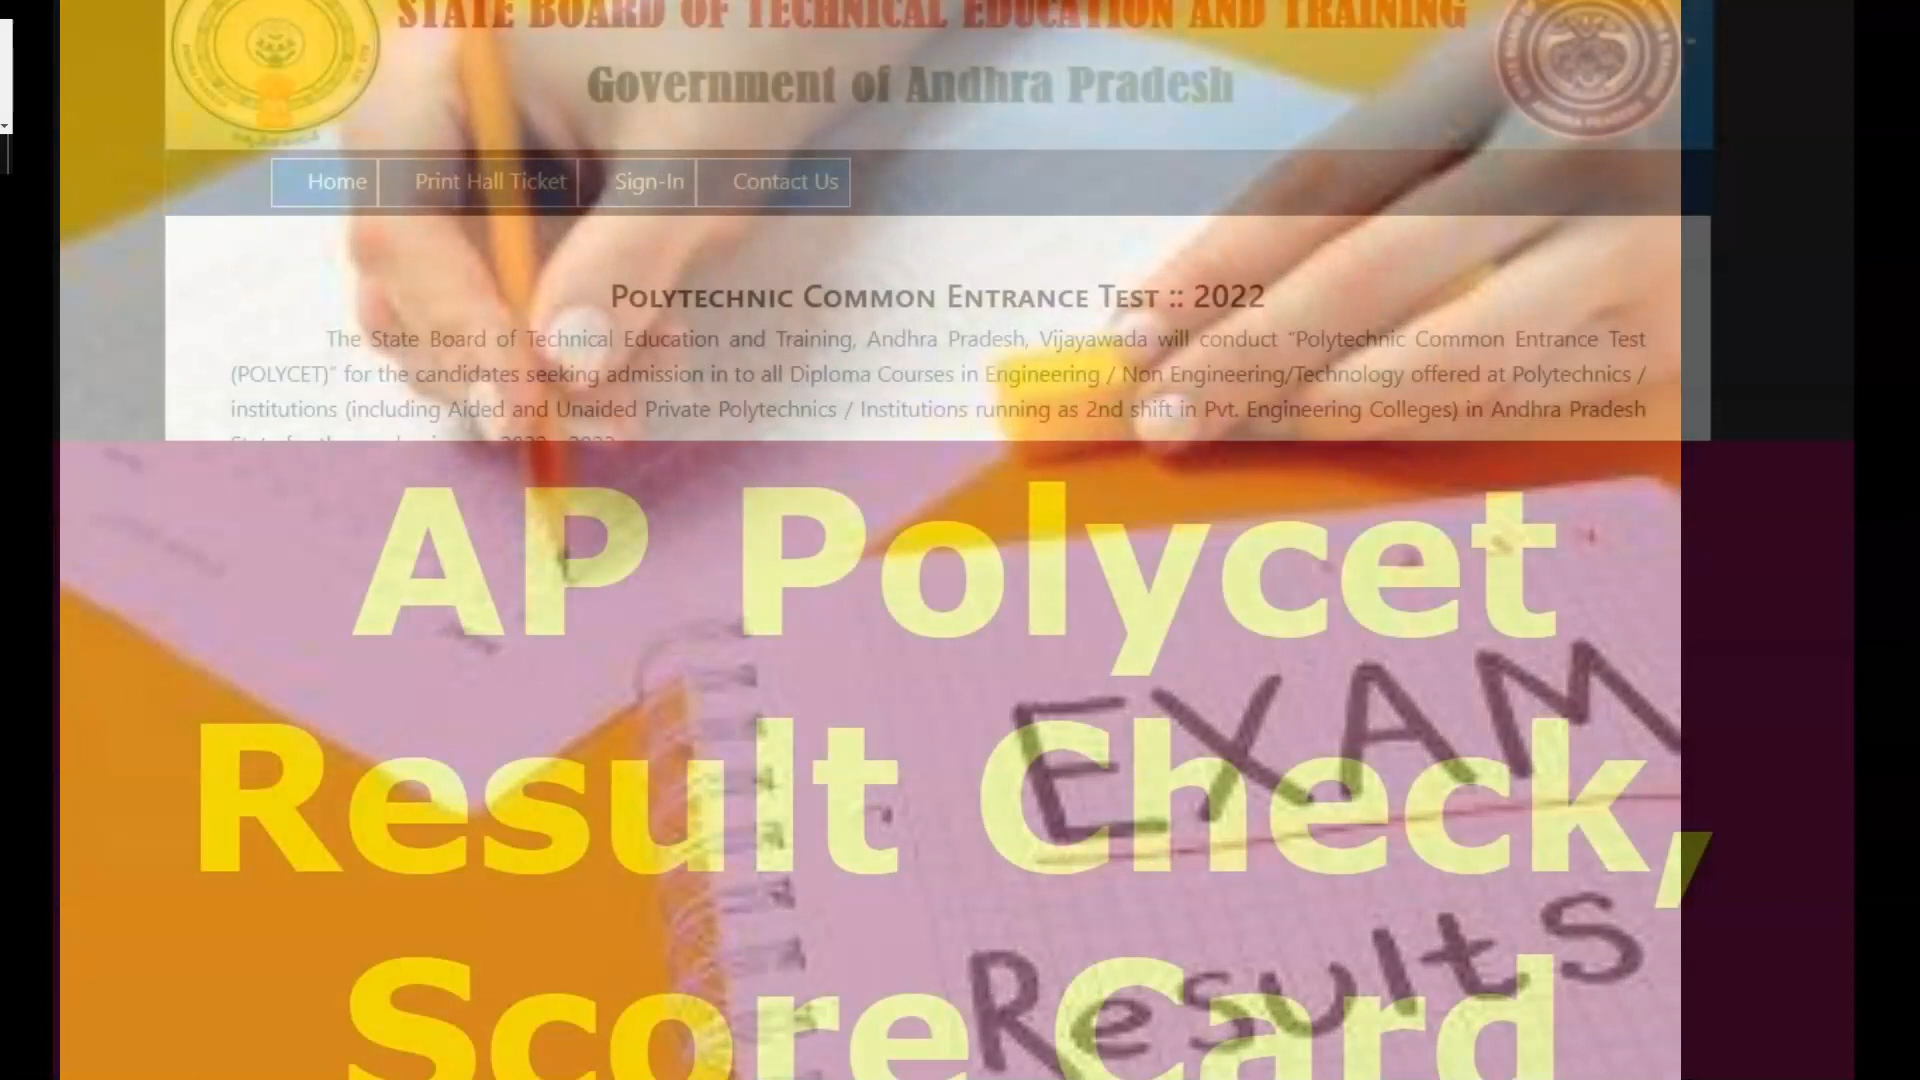 STATE BOARD OF TECHNICAL EDUCATION AND TRAINING
Government of Andhra Pradesh
Home Print Hall Ticket Sign-In Contact Us
POLYTECHNIC COMMON ENTRANCE TEST :: 2022
The State Board of Technical Education and Training, Andhra Pradesh, Vijayawada will conduct "Polytechnic Common Entrance Test
(POLYCET)" for the candidates seeking admission in to all Diploma Courses in Engineering / Non Engineering/Technology offered at Polytechnics /
institutions (including Aided and Unaided Private Polytechnics / Institutions running as 2nd shift in Pvt. Engineering Colleges) in Andhra Pradesh
AP Polycet
EXAM
Result Check,
Results
Score Card